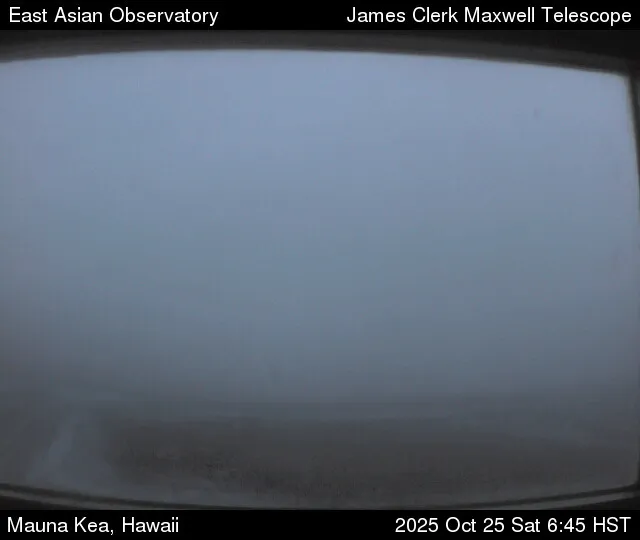 East Asian Observatory
James Clerk Maxwell Telescope
Mauna Kea, Hawaii
2025 Oct 25 Sat 6:45 HST